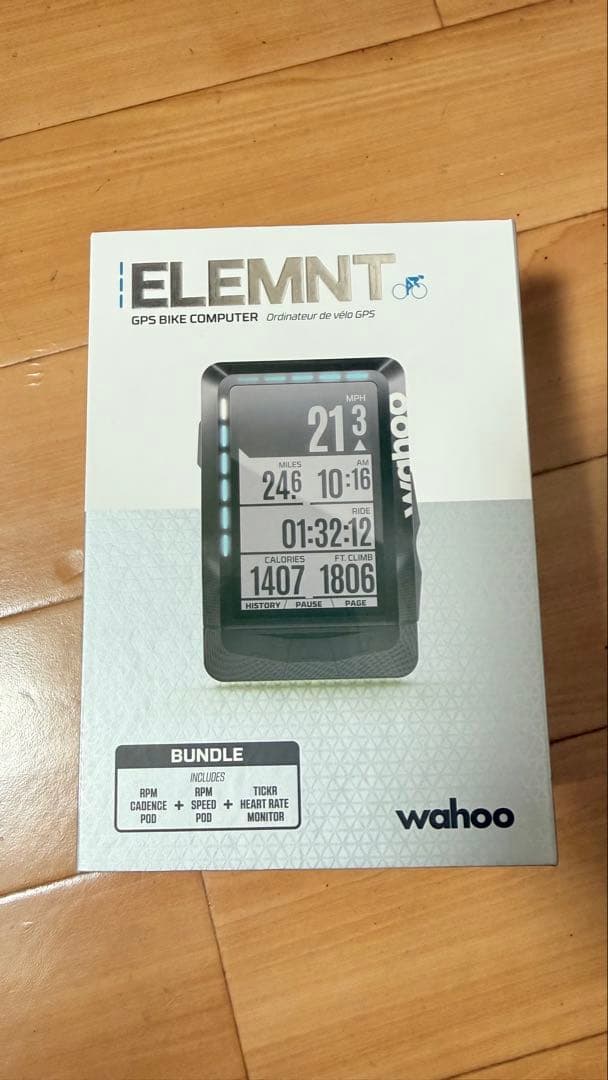 ELEMNT
GPS BIKE COMPUTER Ordinateur de vélo GPS
MPH
21.3
wahoo
MILES AM
24.6 10:16
RIDE
01:32:12
CALORIES FT. CLIMB
1407 1806
HISTORY / PAUSE / PAGE
BUNDLE
INCLUDES
RPM CADENCE POD + RPM SPEED POD + TICKR HEART RATE MONITOR
wahoo